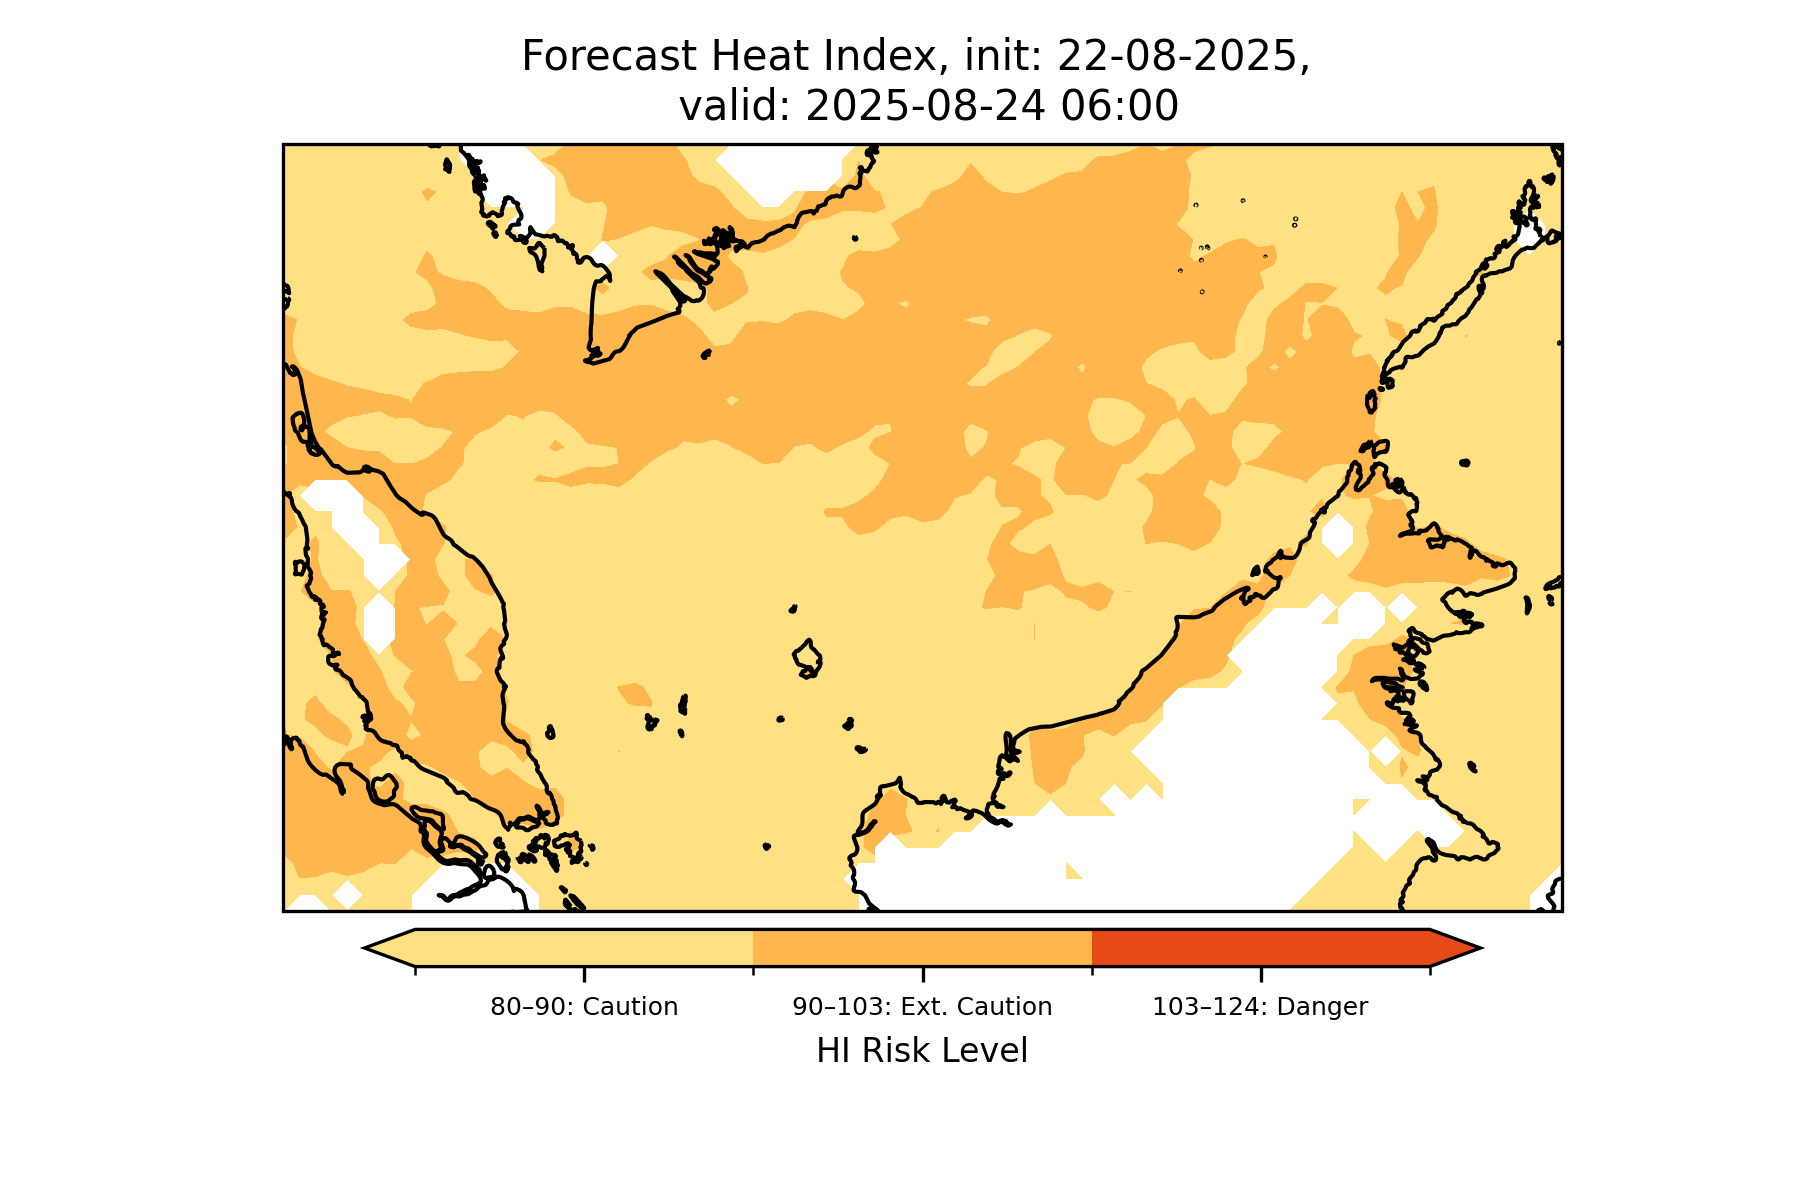 Forecast Heat Index, init: 22-08-2025,
valid: 2025-08-24 06:00
80–90: Caution
90–103: Ext. Caution
103–124: Danger
HI Risk Level